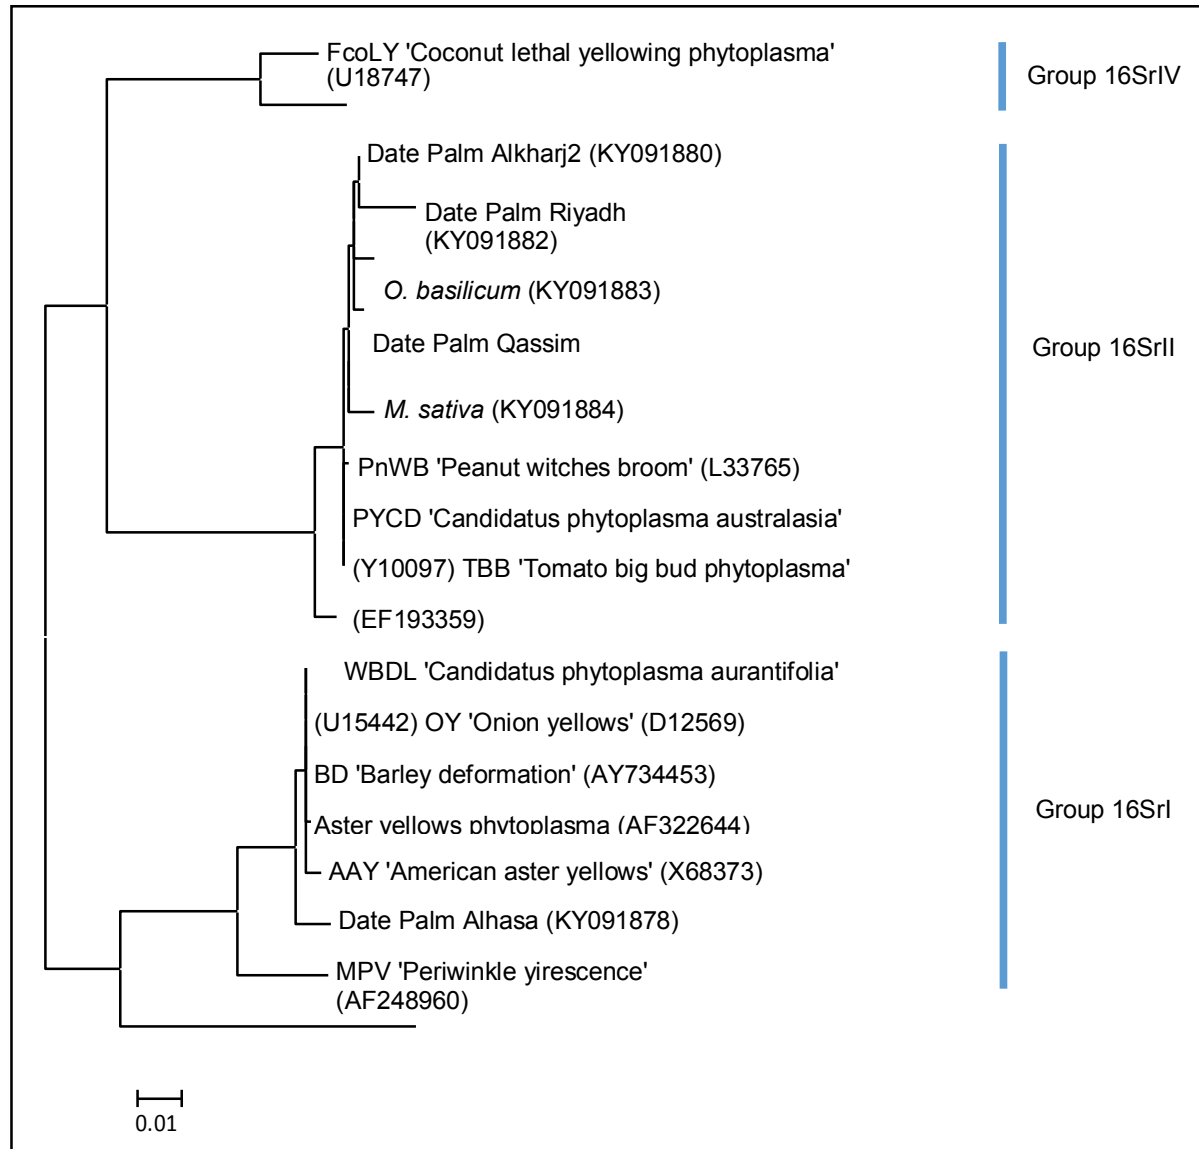 FcoLY 'Coconut lethal yellowing phytoplasma'
(U18747)
Group 16SrIV
Date Palm Alkharj2 (KY091880)
Date Palm Riyadh
(KY091882)
O. basilicum (KY091883)
Date Palm Qassim
Group 16SrII
M. sativa (KY091884)
PnWB 'Peanut witches broom' (L33765)
PYCD 'Candidatus phytoplasma australasia'
(Y10097) TBB 'Tomato big bud phytoplasma'
(EF193359)
WBDL 'Candidatus phytoplasma aurantifolia'
(U15442) OY 'Onion yellows' (D12569)
BD 'Barley deformation' (AY734453)
Group 16SrI
Aster yellows phytoplasma (AF322644)
AAY 'American aster yellows' (X68373)
Date Palm Alhasa (KY091878)
MPV 'Periwinkle yirescence'
(AF248960)
0.01